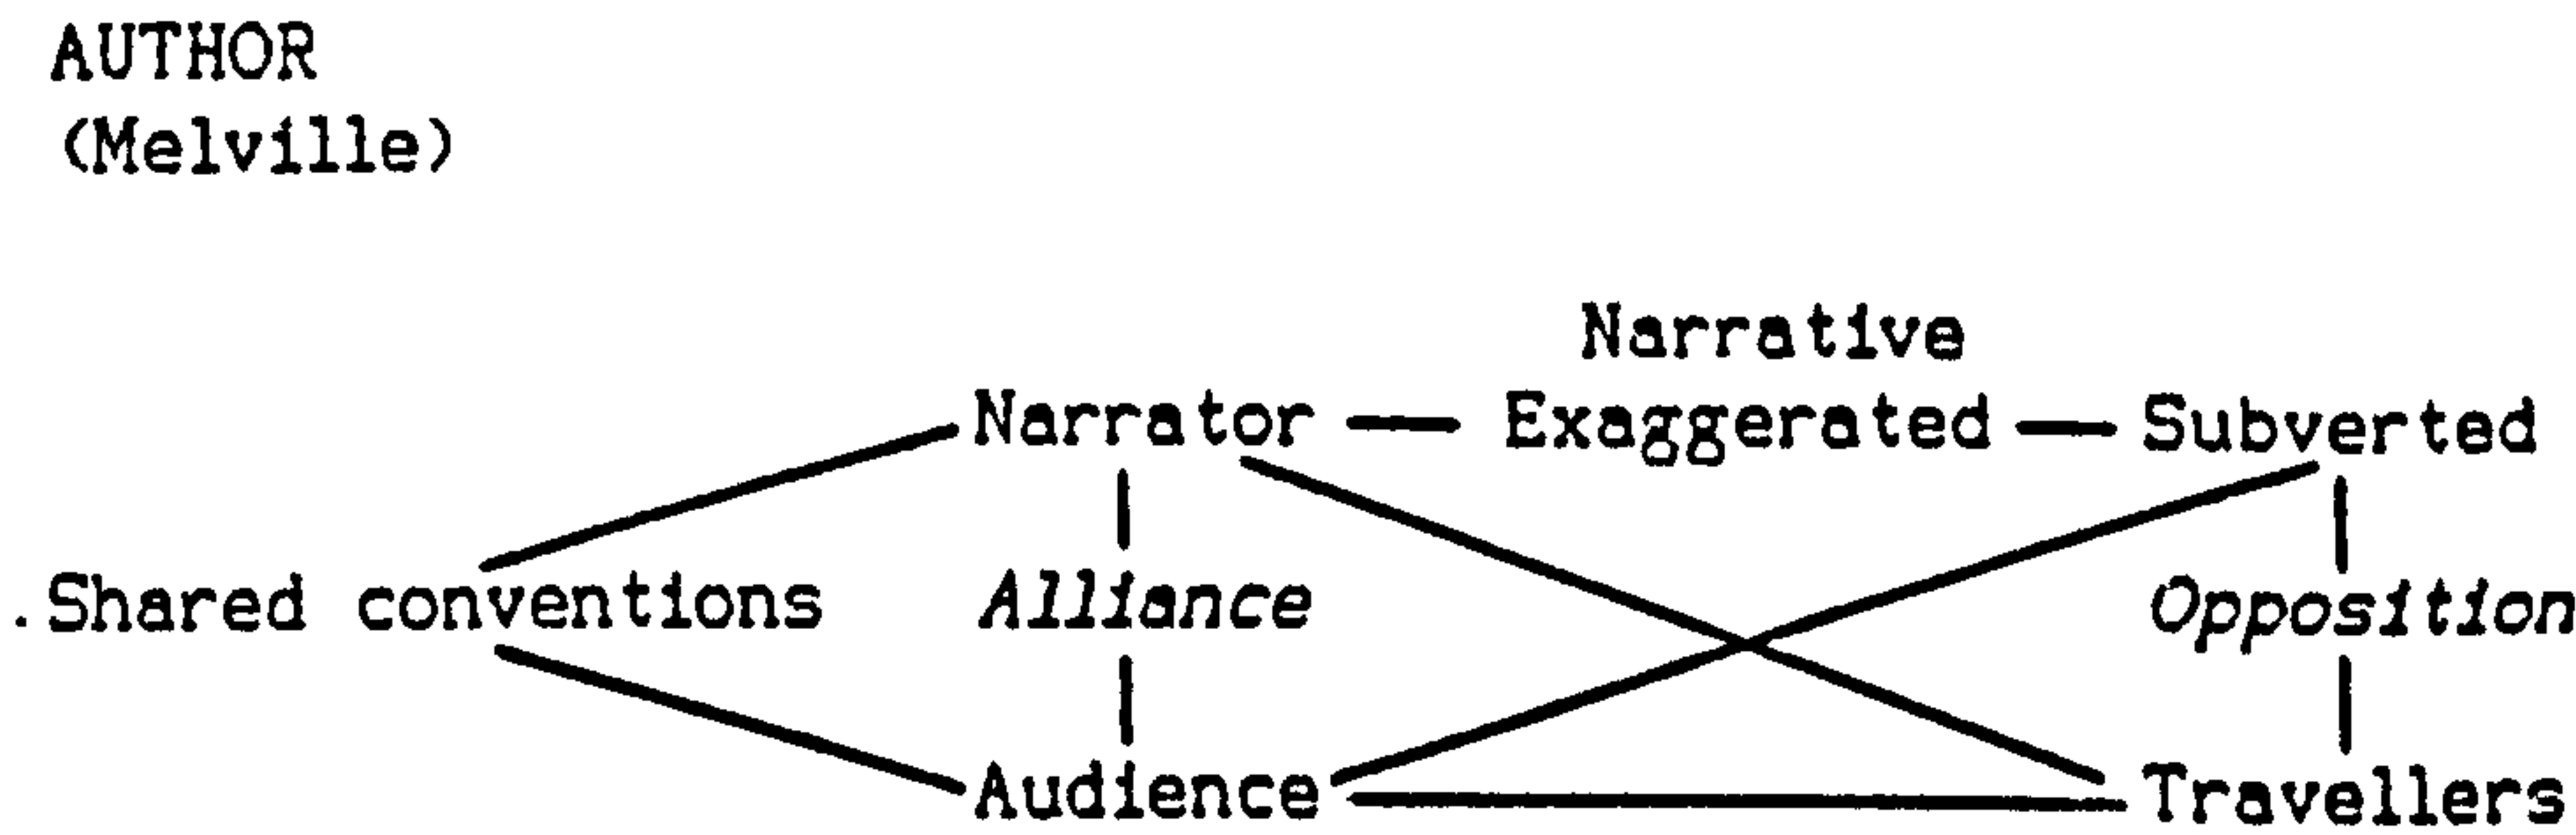 AUTHOR
(Melville)
Narrative
Narrator — Exaggerated — Subverted
.Shared conventions Alliance Opposition
Audience Travellers